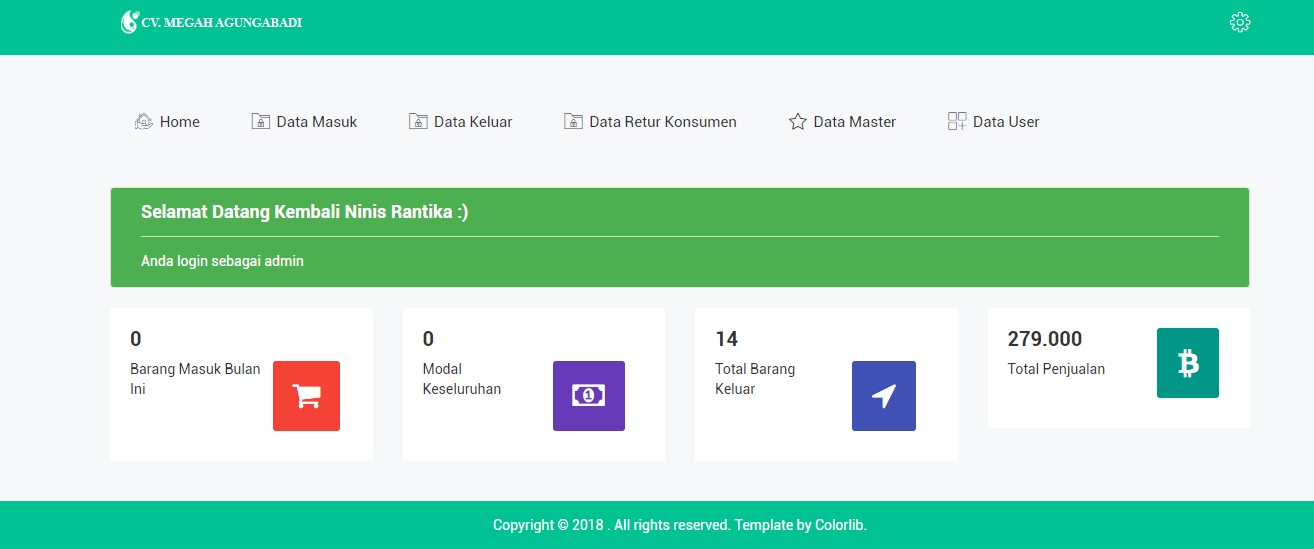 CV. MEGAH AGUNGABADI
Home
Data Masuk
Data Keluar
Data Retur Konsumen
Data Master
Data User
Selamat Datang Kembali Ninis Rantika :)
Anda login sebagai admin
0
Barang Masuk Bulan
Ini
0
Modal
Keseluruhan
1
14
Total Barang
Keluar
279.000
Total Penjualan
Copyright © 2018 . All rights reserved. Template by Colorlib.